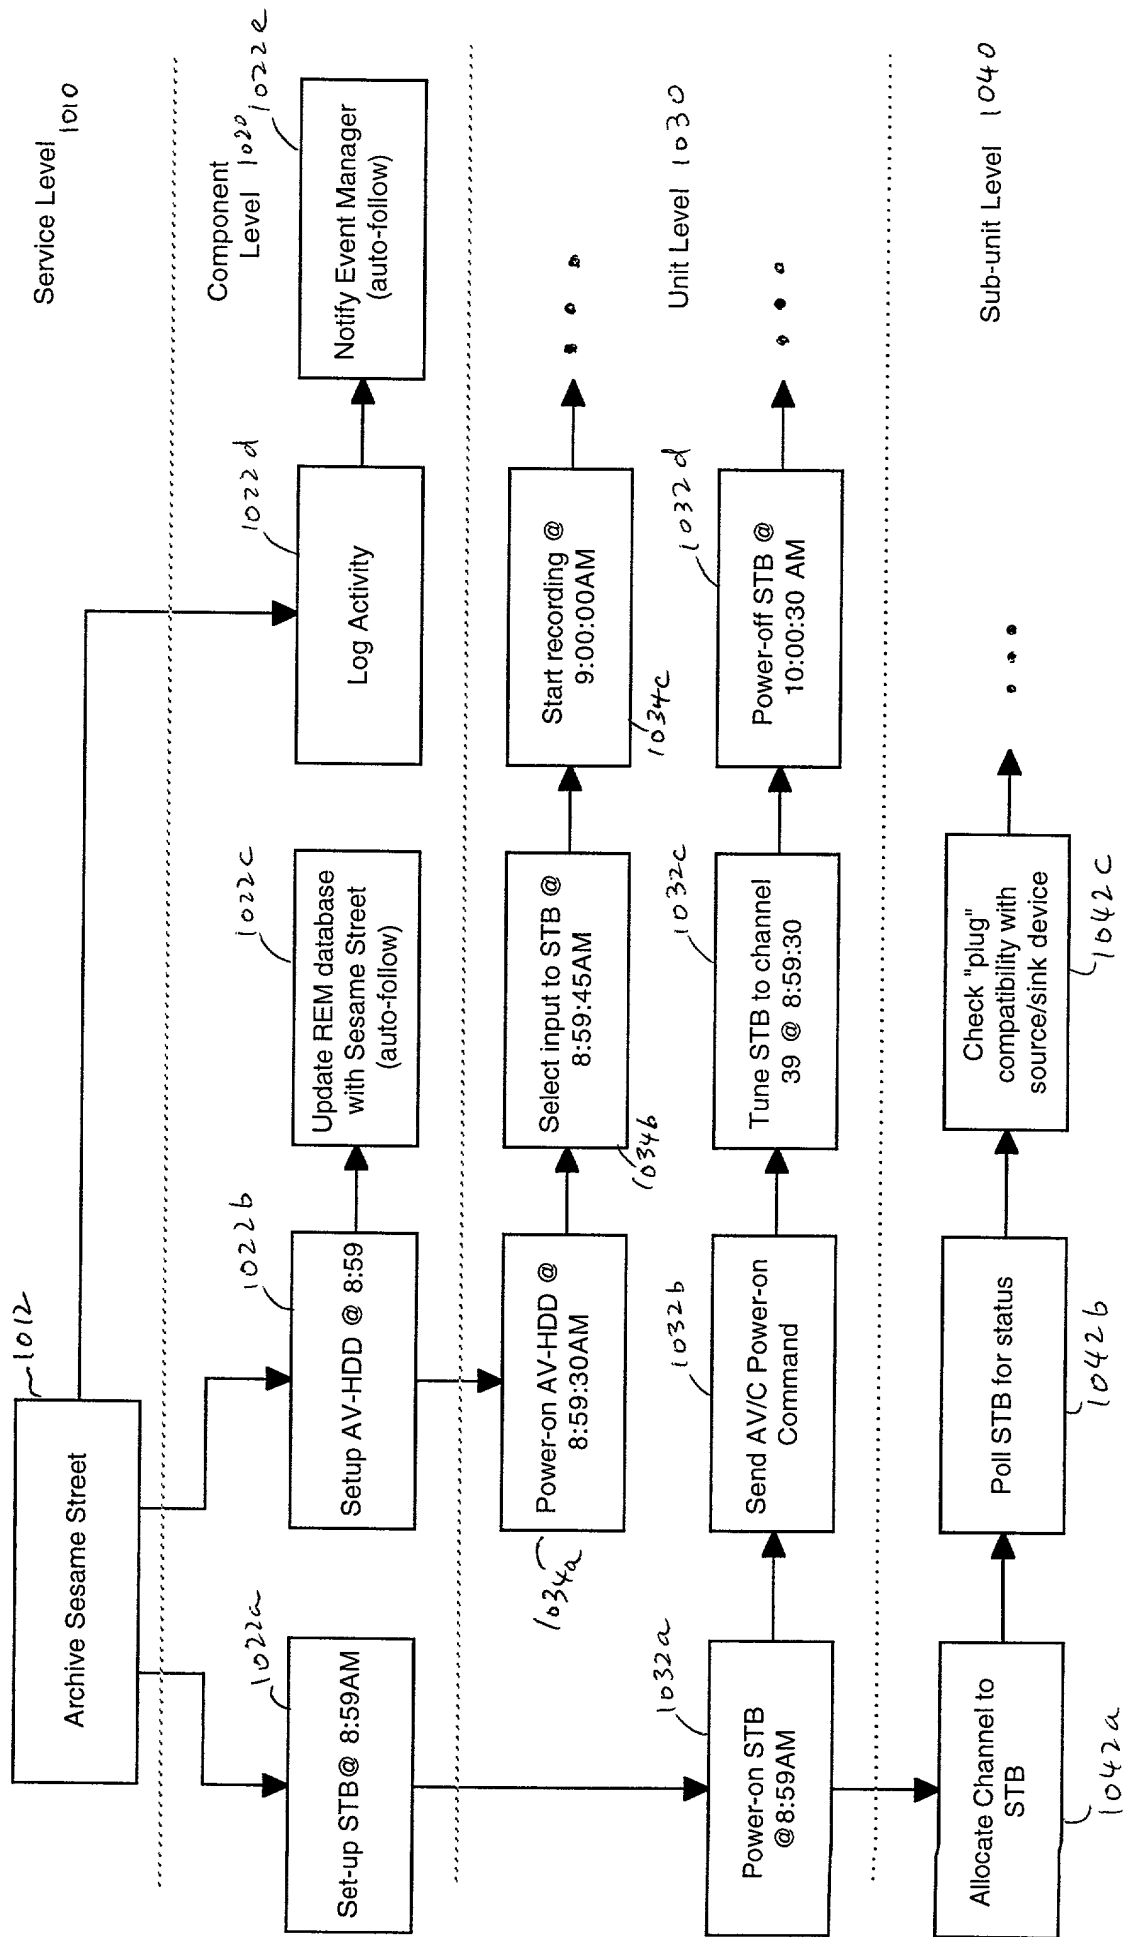 1012
Archive Sesame Street
Service Level
1010
1022a
Set-up STB@ 8:59AM
1022b
Setup AV-HDD @ 8:59
1022c
Update REM database
with Sesame Street
(auto-follow)
1022d
Log Activity
Component
Level 1020
1022e
Notify Event Manager
(auto-follow)
1034a
Power-on AV-HDD @
8:59:30AM
Select input to STB @
8:59:45AM
1034b
Start recording @
9:00:00AM
1034c
Unit Level 1030
1032a
Power-on STB
@8:59AM
1032b
Send AV/C Power-on
Command
1032c
Tune STB to channel
39 @ 8:59:30
1032d
Power-off STB @
10:00:30 AM
Sub-unit Level 1040
Allocate Channel to
STB
1042a
Poll STB for status
1042b
Check "plug"
compatibility with
source/sink device
1042c